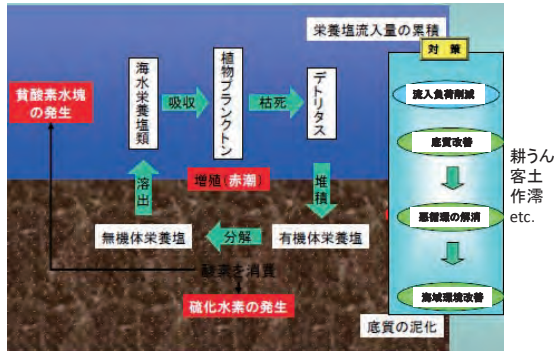 栄養塩流入量の累積
対 策
海水栄養塩類
吸収
植物プランクトン
枯死
デトリタス
流入負荷削減
貧酸素水塊
の発生
底質改善
耕うん
客土
作澪
etc.
溶出
増殖(赤潮)
堆積
悪循環の解消
無機体栄養塩
分解
有機体栄養塩
酸素を消費
硫化水素の発生
海域環境改善
底質の泥化